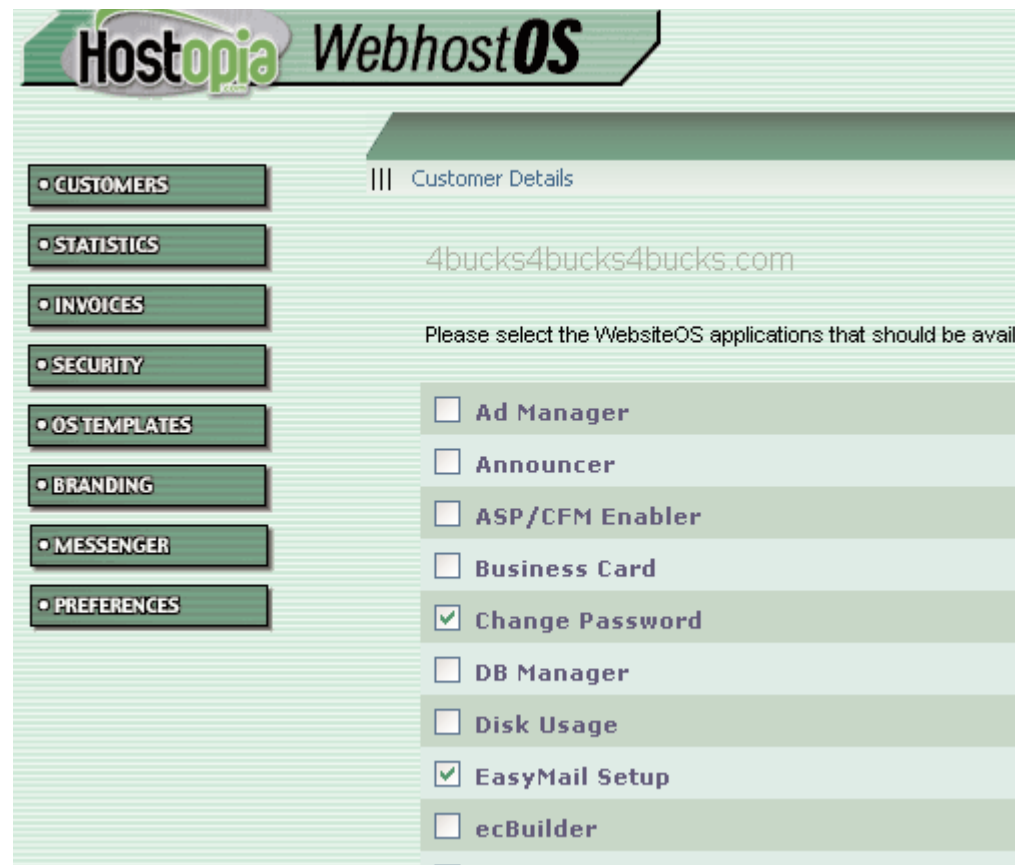 Hostopia.com WebhostOS
CUSTOMERS
STATISTICS
INVOICES
SECURITY
OS TEMPLATES
BRANDING
MESSENGER
PREFERENCES
Customer Details
4bucks4bucks4bucks.com
Please select the WebsiteOS applications that should be avail
Ad Manager
Announcer
ASP/CFM Enabler
Business Card
Change Password
DB Manager
Disk Usage
EasyMail Setup
ecBuilder